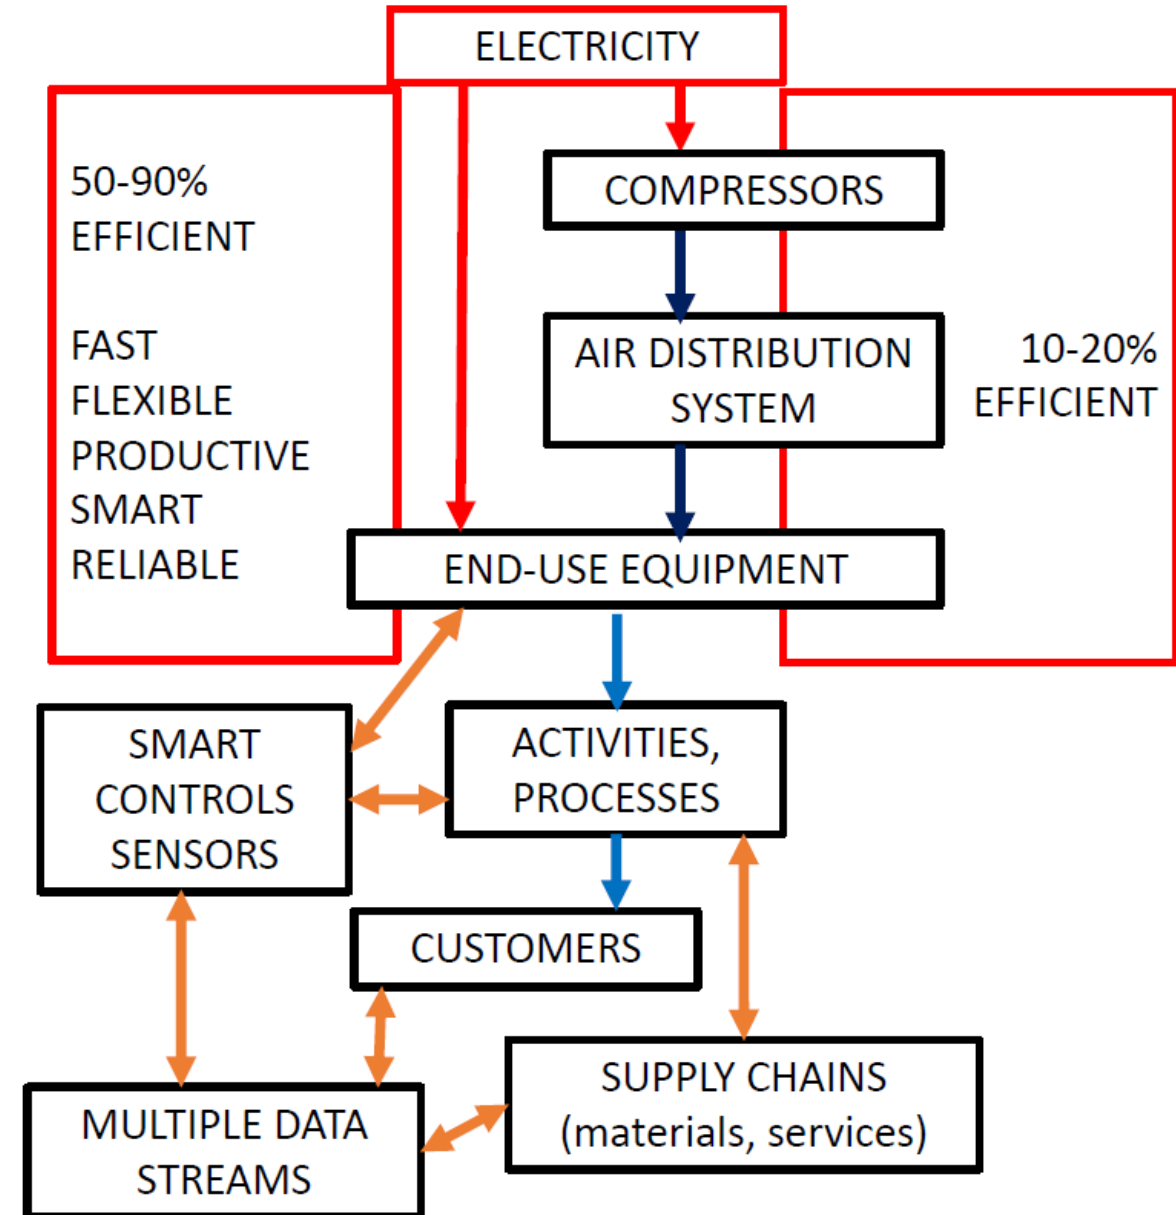 ELECTRICITY
50-90%
EFFICIENT
FAST
FLEXIBLE
PRODUCTIVE
SMART
RELIABLE
COMPRESSORS
AIR DISTRIBUTION
SYSTEM
10-20%
EFFICIENT
END-USE EQUIPMENT
SMART
CONTROLS
SENSORS
ACTIVITIES,
PROCESSES
CUSTOMERS
MULTIPLE DATA
STREAMS
SUPPLY CHAINS
(materials, services)